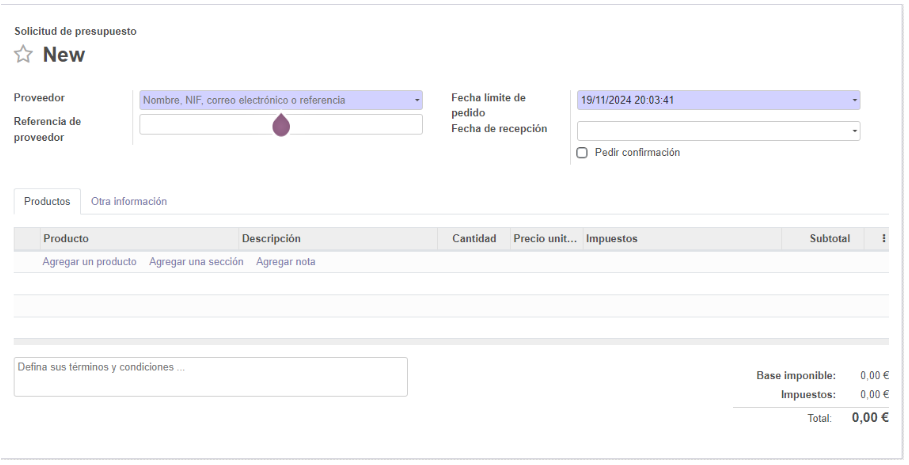 Solicitud de presupuesto
New
Proveedor
Nombre, NIF, correo electrónico o referencia
Referencia de
proveedor
Fecha límite de
pedido
19/11/2024 20:03:41
Fecha de recepción
Pedir confirmación
Productos Otra información
Producto Descripción Cantidad Precio unit... Impuestos Subtotal
Agregar un producto Agregar una sección Agregar nota
Defina sus términos y condiciones ...
Base imponible: 0,00 €
Impuestos: 0,00 €
Total: 0,00 €